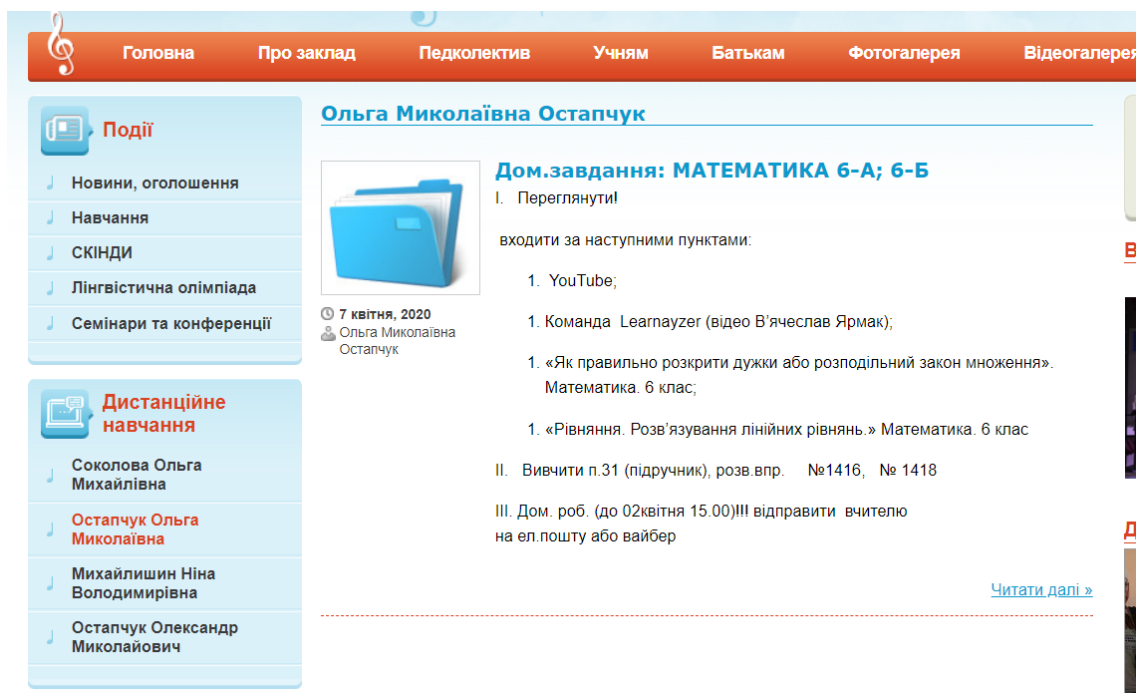 Головна Про заклад Педколектив Учням Батькам Фотогалерея Відеогалерея
Події
Новини, оголошення
Навчання
СКІНДИ
Лінгвістична олімпіада
Семінари та конференції
Дистанційне
навчання
Соколова Ольга
Михайлівна
Остапчук Ольга
Миколаївна
Михайлишин Ніна
Володимирівна
Остапчук Олександр
Миколайович
Ольга Миколаївна Остапчук
7 квітня, 2020
Ольга Миколаївна
Остапчук
Дом.завдання: МАТЕМАТИКА 6-А; 6-Б
I. Переглянути!
входити за наступними пунктами:
1. YouTube;
1. Команда Learnayzer (відео В’ячеслав Ярмак);
1. «Як правильно розкрити дужки або розподільний закон множення».
Математика. 6 клас;
1. «Рівняння. Розв’язування лінійних рівнянь.» Математика. 6 клас
II. Вивчити п.31 (підручник), розв.впр. №1416, № 1418
III. Дом. роб. (до 02квітня 15.00)!!! відправити вчителю
на ел.пошту або вайбер
Читати далі »
В
Д